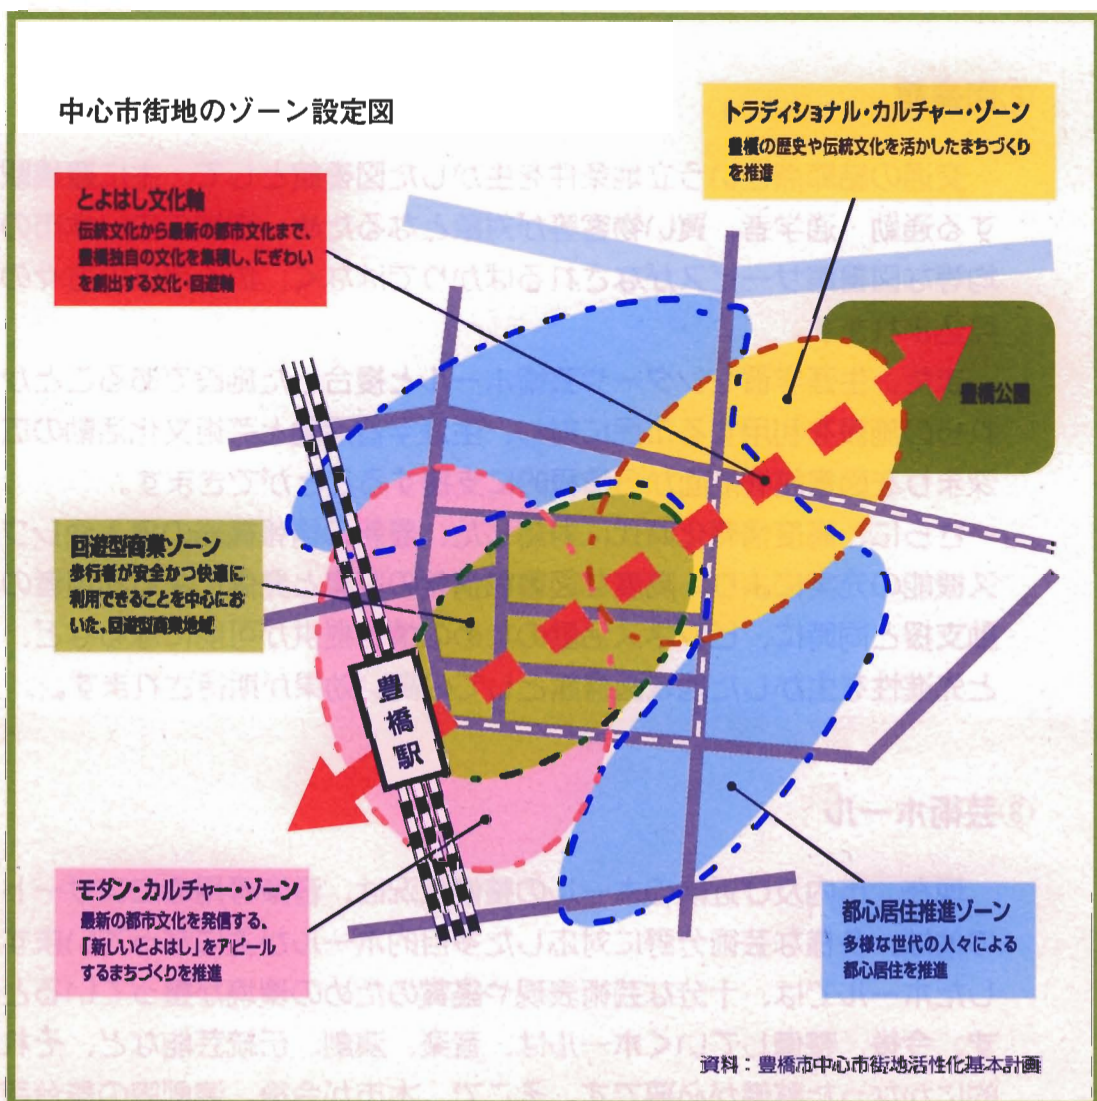 中心市街地のゾーン設定図
トラディショナル・カルチャー・ゾーン
豊橋の歴史や伝統文化を活かしたまちづくり
を推進
とよはし文化軸
伝統文化から最新の都市文化まで、
豊橋独自の文化を集積し、にぎわい
を創出する文化・回遊軸
豊橋公園
回遊型商業ゾーン
歩行者が安全かつ快適に
利用できることを中心にお
いた、回遊型商業地域
豊橋駅
モダン・カルチャー・ゾーン
最新の都市文化を発信する、
『新しいとよはし』をアピール
するまちづくりを推進
都心居住推進ゾーン
多様な世代の人々による
都心居住を推進
資料：豊橋市中心市街地活性化基本計画